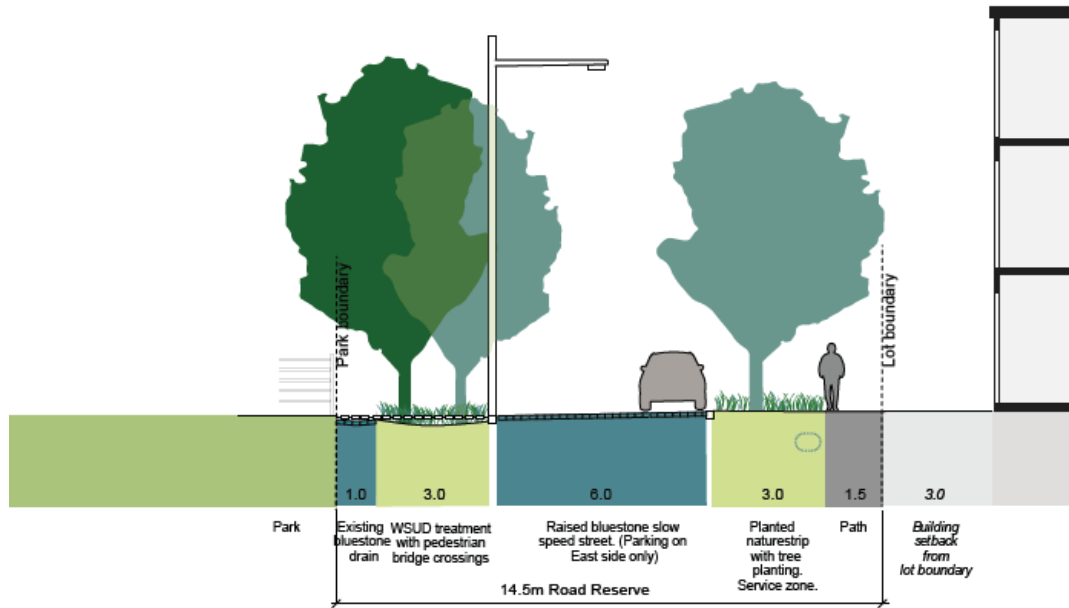 Park boundary
Lot boundary
1.0
3.0
6.0
3.0
1.5
3.0
Park
Existing
bluestone
drain
WSUD treatment
with pedestrian
bridge crossings
Raised bluestone slow
speed street. (Parking on
East side only)
Planted
naturestrip
with tree
planting.
Service zone.
Path
Building
setback
from
lot boundary
14.5m Road Reserve